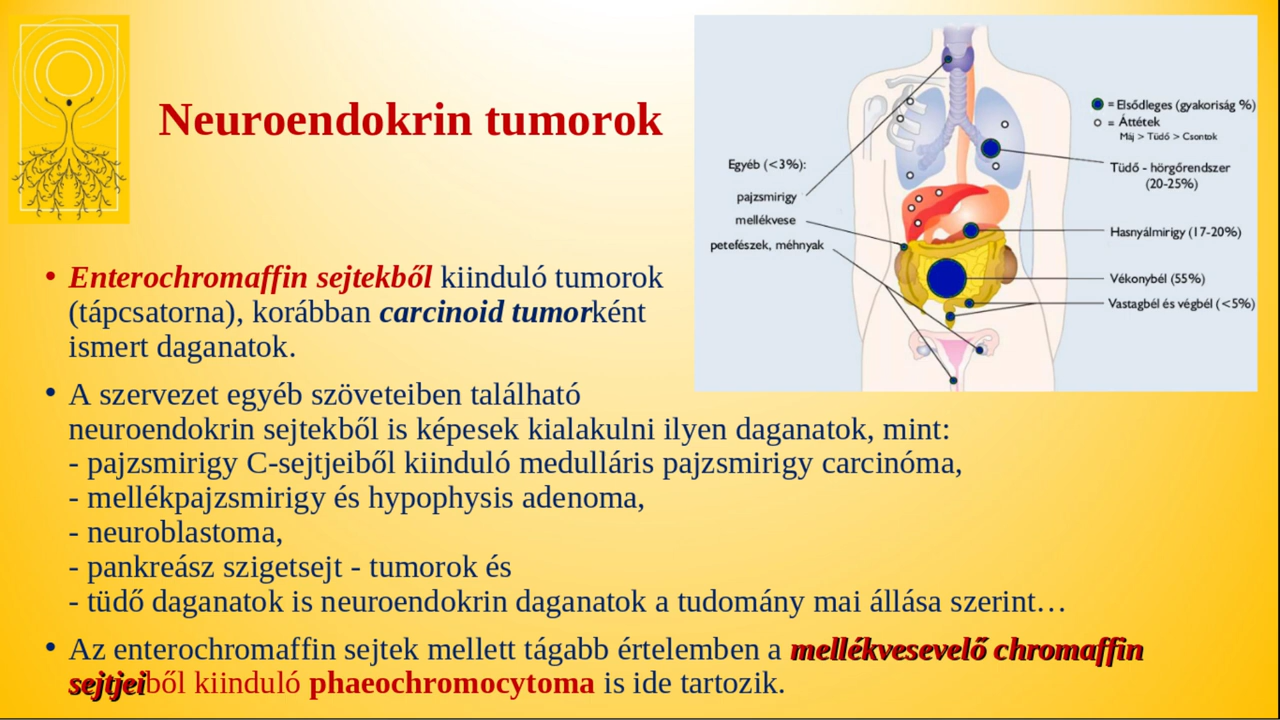 Neuroendokrin tumorok
= Elsődleges (gyakoriság %)
= Áttétek
Máj > Tüdő > Csontok
Egyéb (<3%):
pajzsmirigy
mellékvese
petefészek, méhnyak
Tüdő - hörgőrendszer
(20-25%)
Hasnyálmirigy (17-20%)
Vékonybél (55%)
Vastagbél és végbél (<5%)
• Enterochromaffin sejtekből kiinduló tumorok
(tápcsatorna), korábban carcinoid tumorként
ismert daganatok.
• A szervezet egyéb szöveteiben található
neuroendokrin sejtekből is képesek kialakulni ilyen daganatok, mint:
- pajzsmirigy C-sejtjeiből kiinduló medulláris pajzsmirigy carcinóma,
- mellékpajzsmirigy és hypophysis adenoma,
- neuroblastoma,
- pankreász szigetsejt - tumorok és
- tüdő daganatok is neuroendokrin daganatok a tudomány mai állása szerint…
• Az enterochromaffin sejtek mellett tágabb értelemben a mellékvesevelő chromaffin
sejtjeiből kiinduló phaeochromocytoma is ide tartozik.